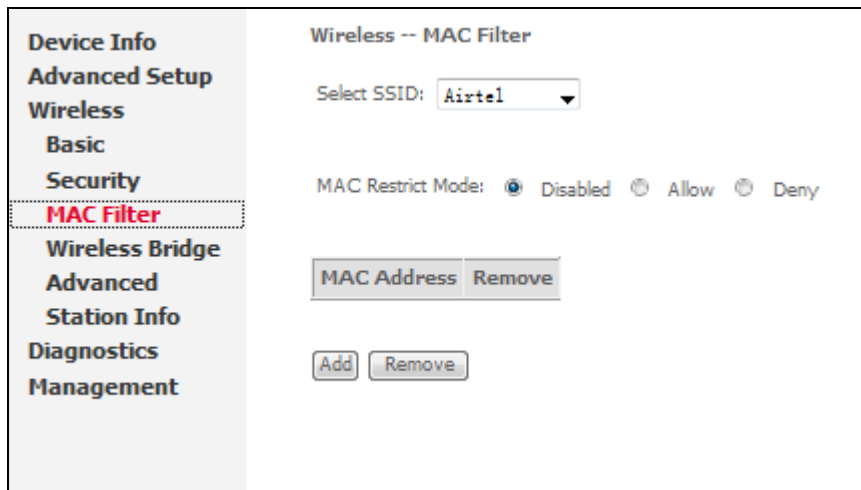 Device Info
Advanced Setup
Wireless
Basic
Security
MAC Filter
Wireless Bridge
Advanced
Station Info
Diagnostics
Management
Wireless -- MAC Filter
Select SSID: Airtel
MAC Restrict Mode: Disabled Allow Deny
MAC Address Remove
Add Remove